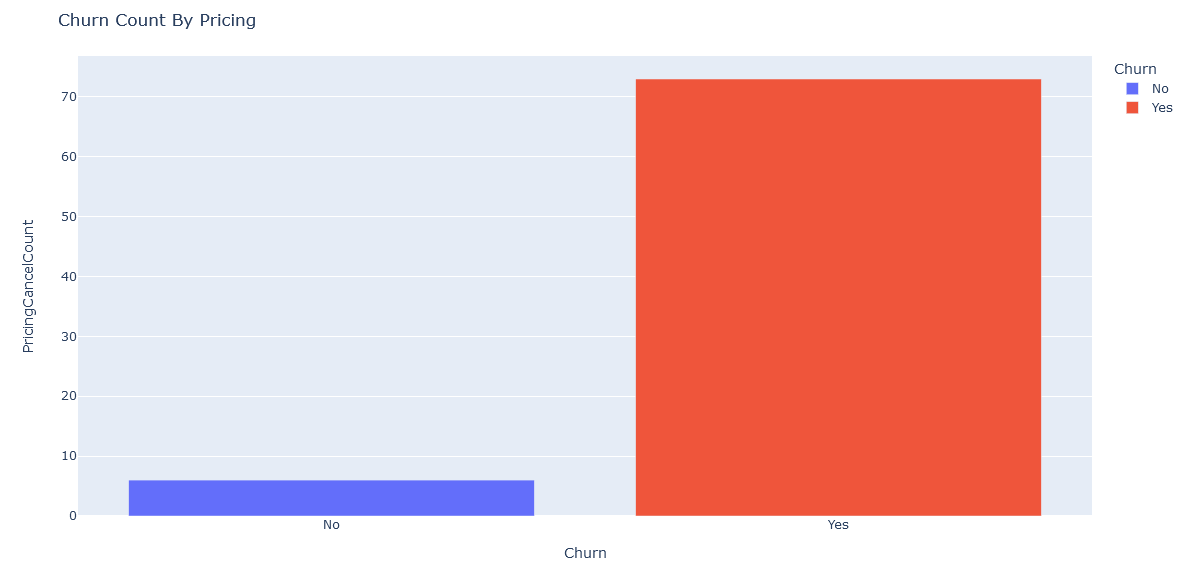 Churn Count By Pricing
Churn
No
Yes
70
60
50
40
30
20
10
0
PricingCancelCount
No
Yes
Churn